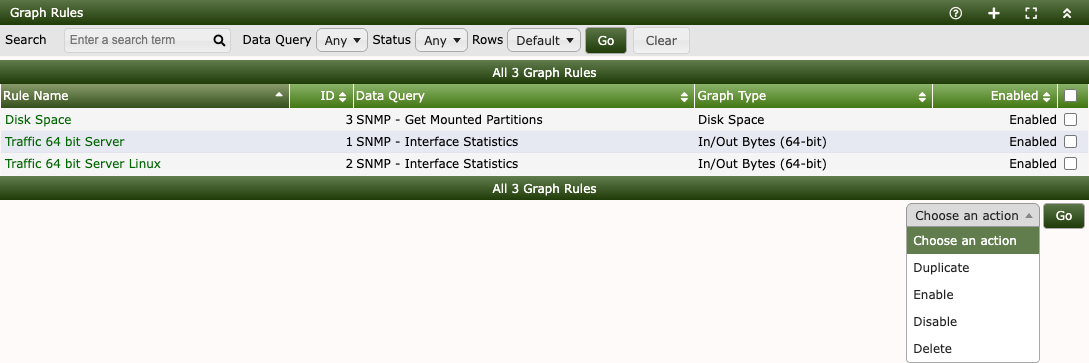 Graph Rules
Search Enter a search term Data Query Any Status Any Rows Default Go Clear
All 3 Graph Rules
Rule Name ID Data Query Graph Type Enabled
Disk Space 3 SNMP - Get Mounted Partitions Disk Space Enabled
Traffic 64 bit Server 1 SNMP - Interface Statistics In/Out Bytes (64-bit) Enabled
Traffic 64 bit Server Linux 2 SNMP - Interface Statistics In/Out Bytes (64-bit) Enabled
All 3 Graph Rules
Choose an action Go
Choose an action
Duplicate
Enable
Disable
Delete